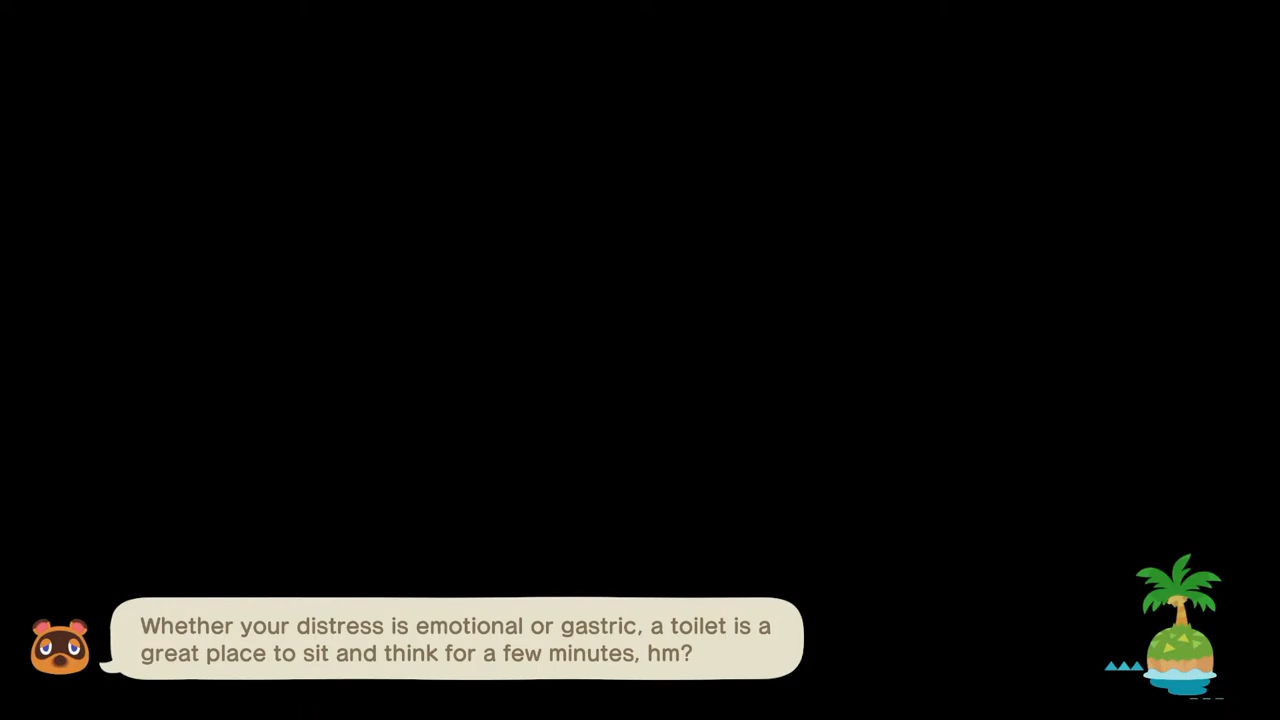 Whether your distress is emotional or gastric, a toilet is a
great place to sit and think for a few minutes, hm?